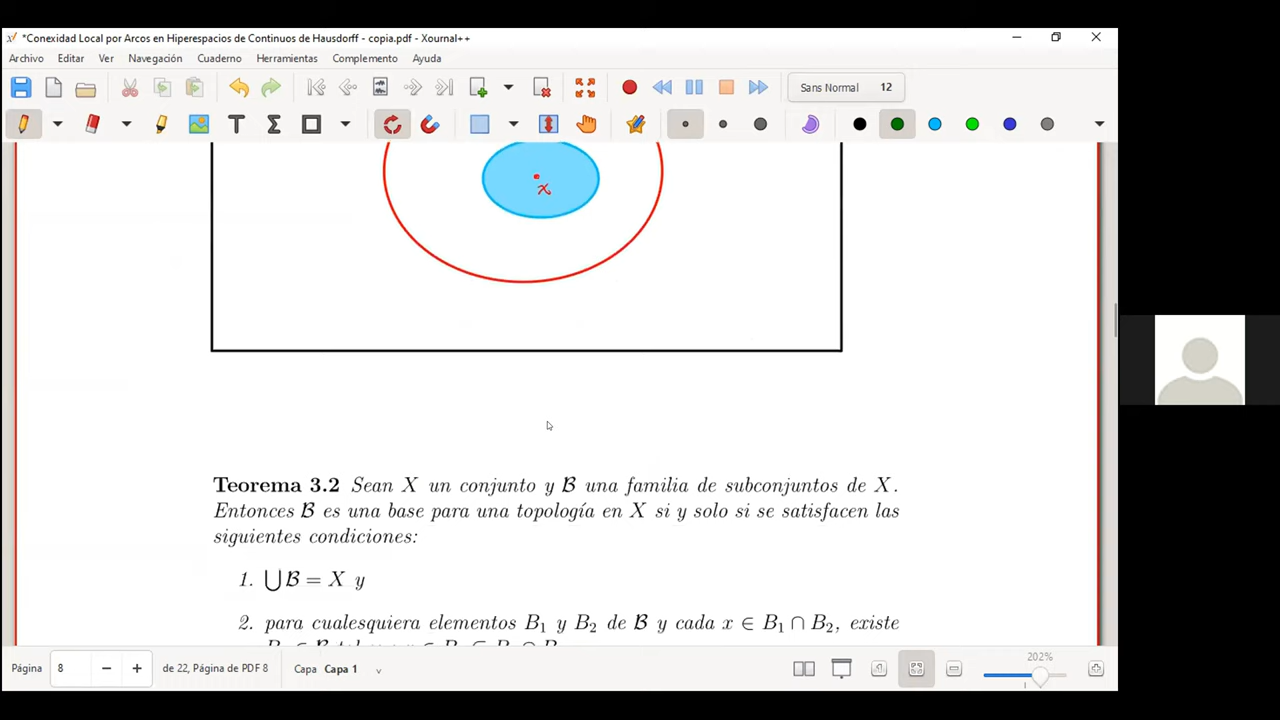 *Conexidad Local por Arcos en Hiperespacios de Continuos de Hausdorff - copia.pdf - Xournal++
Archivo Editar Ver Navegación Cuaderno Herramientas Complemento Ayuda
Sans Normal 12
x
Teorema 3.2 Sean X un conjunto y ℬ una familia de subconjuntos de X.
Entonces ℬ es una base para una topología en X si y solo si se satisfacen las
siguientes condiciones:
1. ⋃ ℬ = X y
2. para cualesquiera elementos B₁ y B₂ de ℬ y cada x ∈ B₁ ∩ B₂, existe
Página 8 de 22, Página de PDF 8 Capa Capa 1 202%